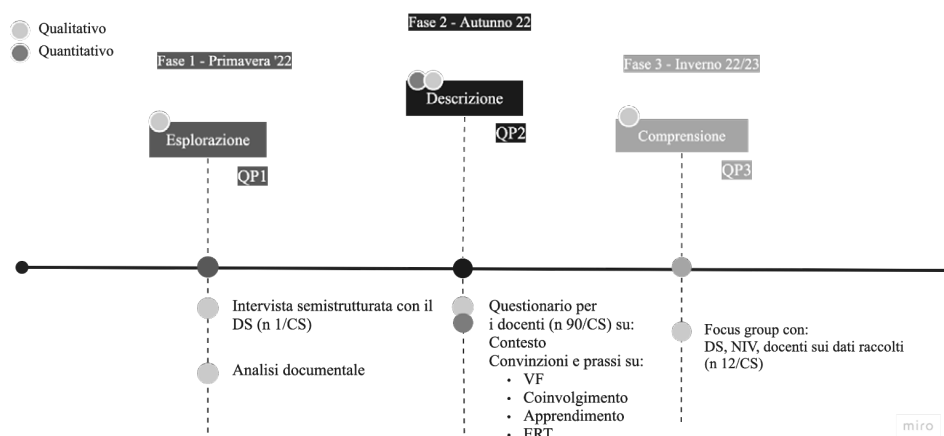 Qualitativo
Quantitativo
Fase 1 - Primavera '22
Esplorazione
QP1
Fase 2 - Autunno 22
Descrizione
QP2
Fase 3 - Inverno 22/23
Comprensione
QP3
Intervista semistrutturata con il
DS (n 1/CS)
Analisi documentale
Questionario per
i docenti (n 90/CS) su:
Contesto
Convinzioni e prassi su:
• VF
• Coinvolgimento
• Apprendimento
• ERT
Focus group con:
DS, NIV, docenti sui dati raccolti
(n 12/CS)
miro